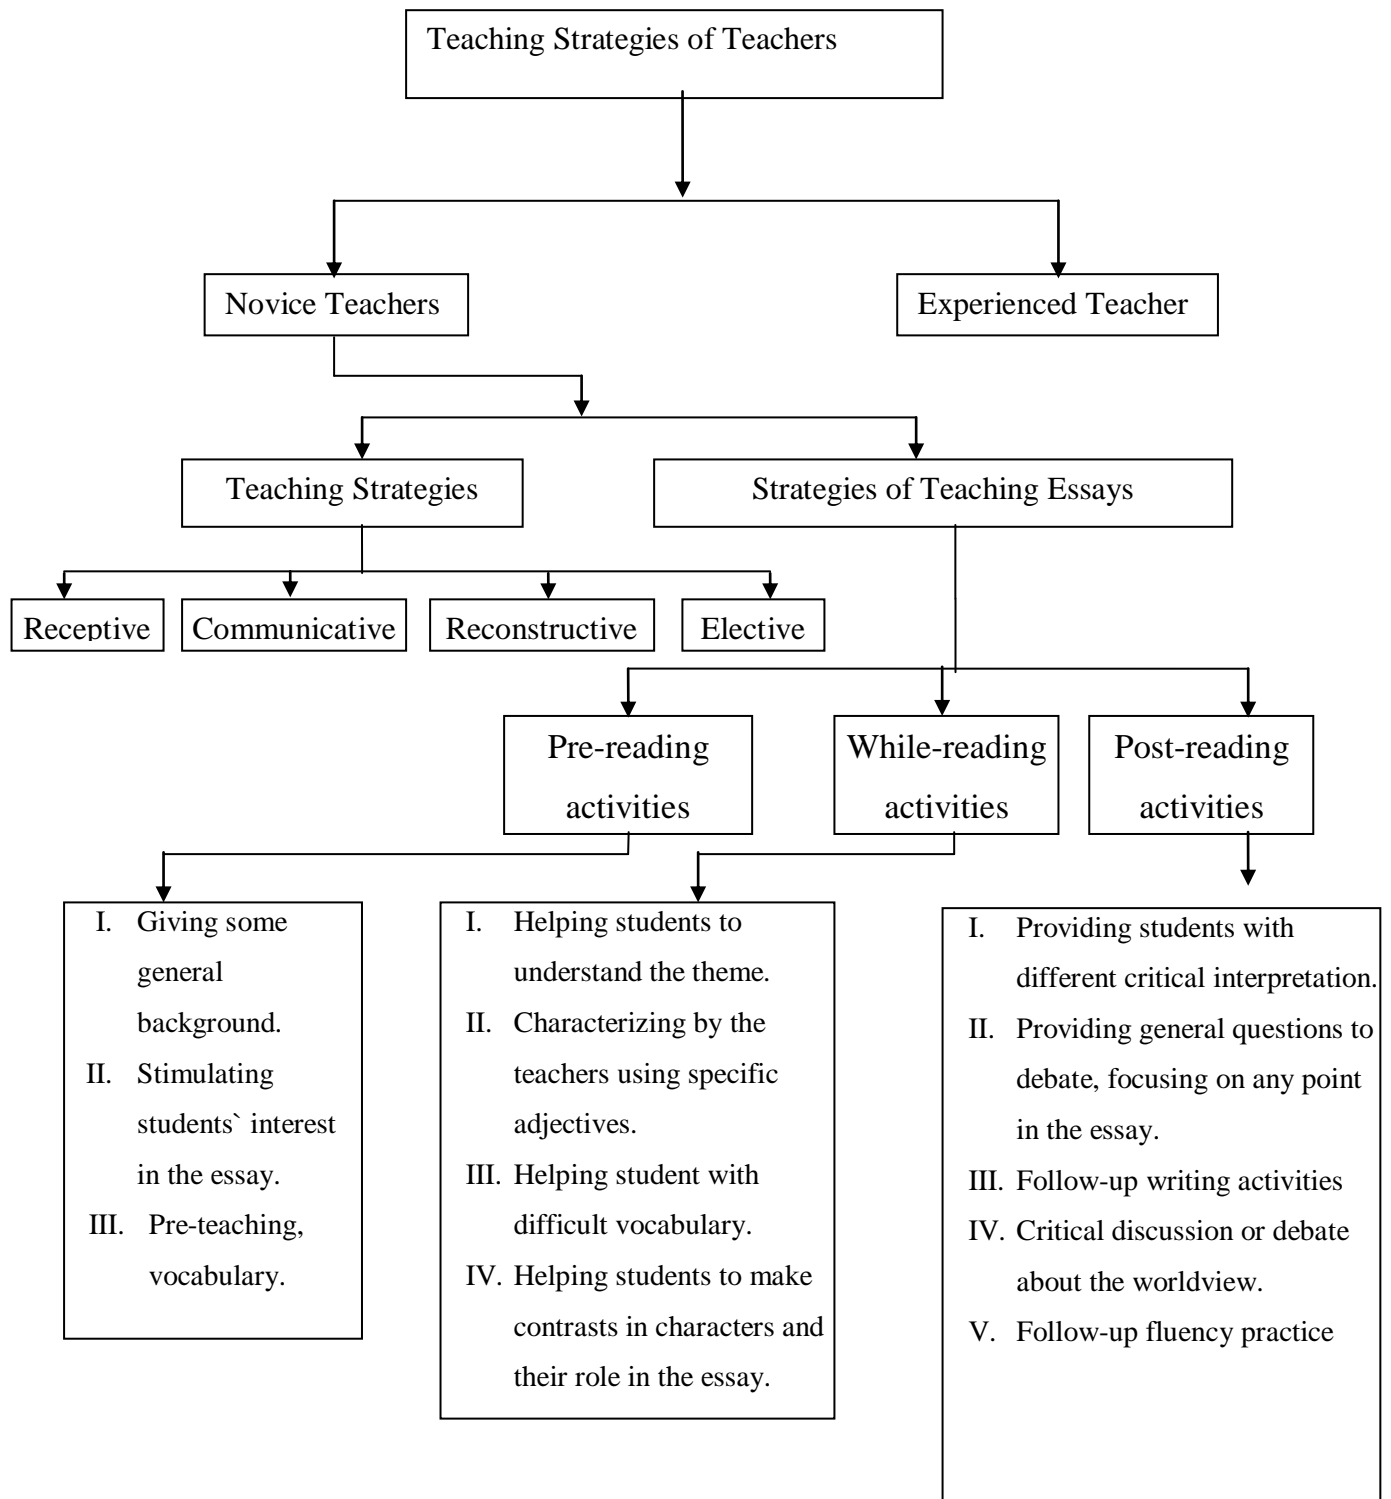 Teaching Strategies of Teachers
Novice Teachers
Experienced Teacher
Teaching Strategies
Strategies of Teaching Essays
Receptive
Communicative
Reconstructive
Elective
Pre-reading
activities
While-reading
activities
Post-reading
activities
I. Giving some
general
background.
II. Stimulating
students` interest
in the essay.
III. Pre-teaching,
vocabulary.
I. Helping students to
understand the theme.
II. Characterizing by the
teachers using specific
adjectives.
III. Helping student with
difficult vocabulary.
IV. Helping students to make
contrasts in characters and
their role in the essay.
I. Providing students with
different critical interpretation.
II. Providing general questions to
debate, focusing on any point
in the essay.
III. Follow-up writing activities
IV. Critical discussion or debate
about the worldview.
V. Follow-up fluency practice